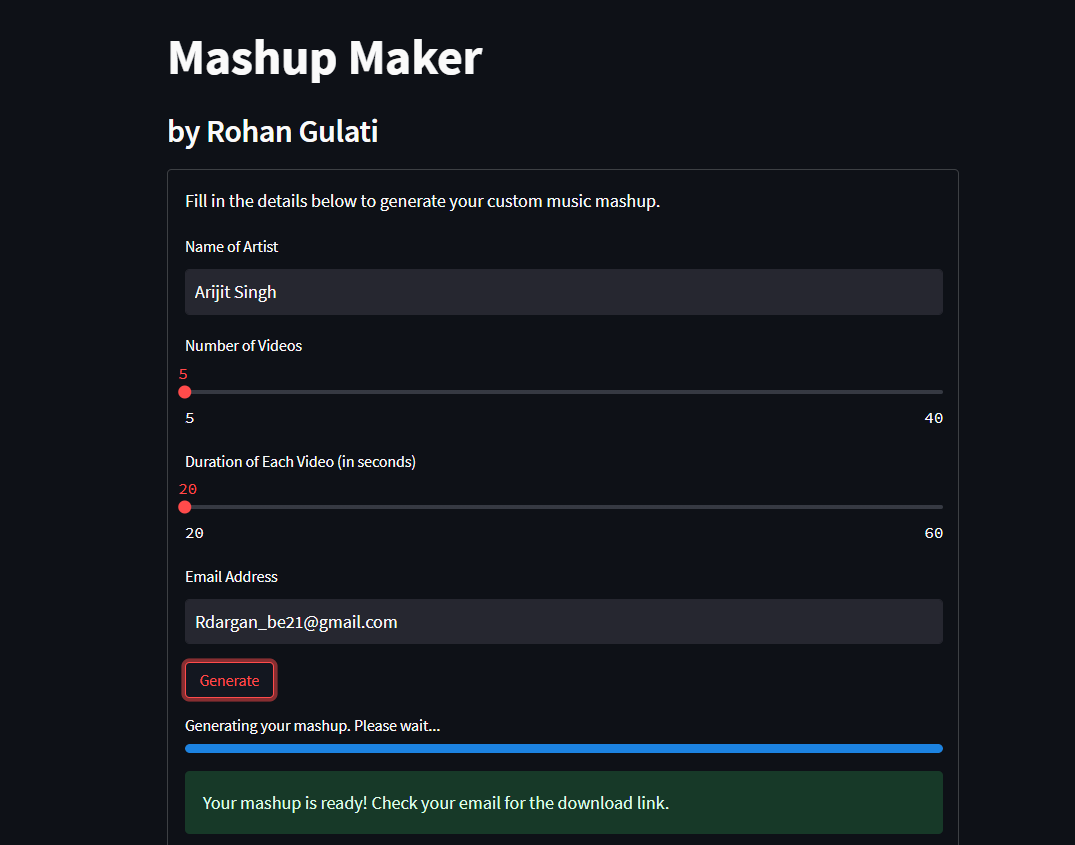 Mashup Maker
by Rohan Gulati
Fill in the details below to generate your custom music mashup.
Name of Artist
Arijit Singh
Number of Videos
5
5 40
Duration of Each Video (in seconds)
20
20 60
Email Address
Rdargan_be21@gmail.com
Generate
Generating your mashup. Please wait...
Your mashup is ready! Check your email for the download link.